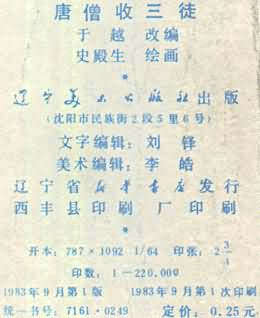 唐僧收三徒
于越 改编
史殿生 绘画
*
辽宁美术出版社出版
(沈阳市民族街2段5里6号)
文字编辑: 刘铎
美术编辑: 李皓
辽宁省新华书店发行
西丰县印刷厂印刷
*
开本: 787×1092 1/64 印张: 2 3/4
印数: 1—220,000
1983年9月第1版 1983年9月第1次印刷
统一书号: 7161·0249 定价: 0.25元